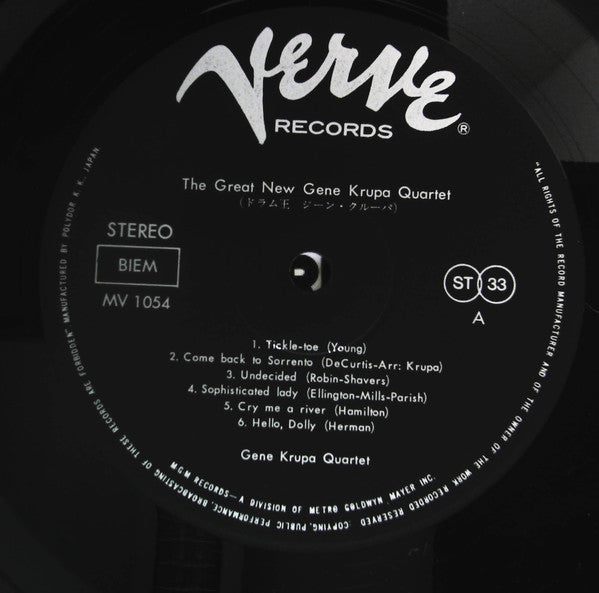 Verve
RECORDS ®
The Great New Gene Krupa Quartet
(ドラム王 ジーン・クルーパ)
STEREO
BIEM
MV 1054
ST 33
A
1. Tickle-toe (Young)
2. Come back to Sorrento (DeCurtis-Arr: Krupa)
3. Undecided (Robin-Shavers)
4. Sophisticated lady (Ellington-Mills-Parish)
5. Cry me a river (Hamilton)
6. Hello, Dolly (Herman)
Gene Krupa Quartet
M.G.M RECORDS—A DIVISION OF METRO GOLDWYN, MAYER INC.
"ALL RIGHTS OF THE RECORD MANUFACTURER AND OF THE OWNER OF THE WORK RECORDED RESERVED. COPYING, PUBLIC PERFORMANCE, BROADCASTING OF THESE RECORDS ARE FORBIDDEN" MANUFACTURED BY POLYDOR K. K. JAPAN